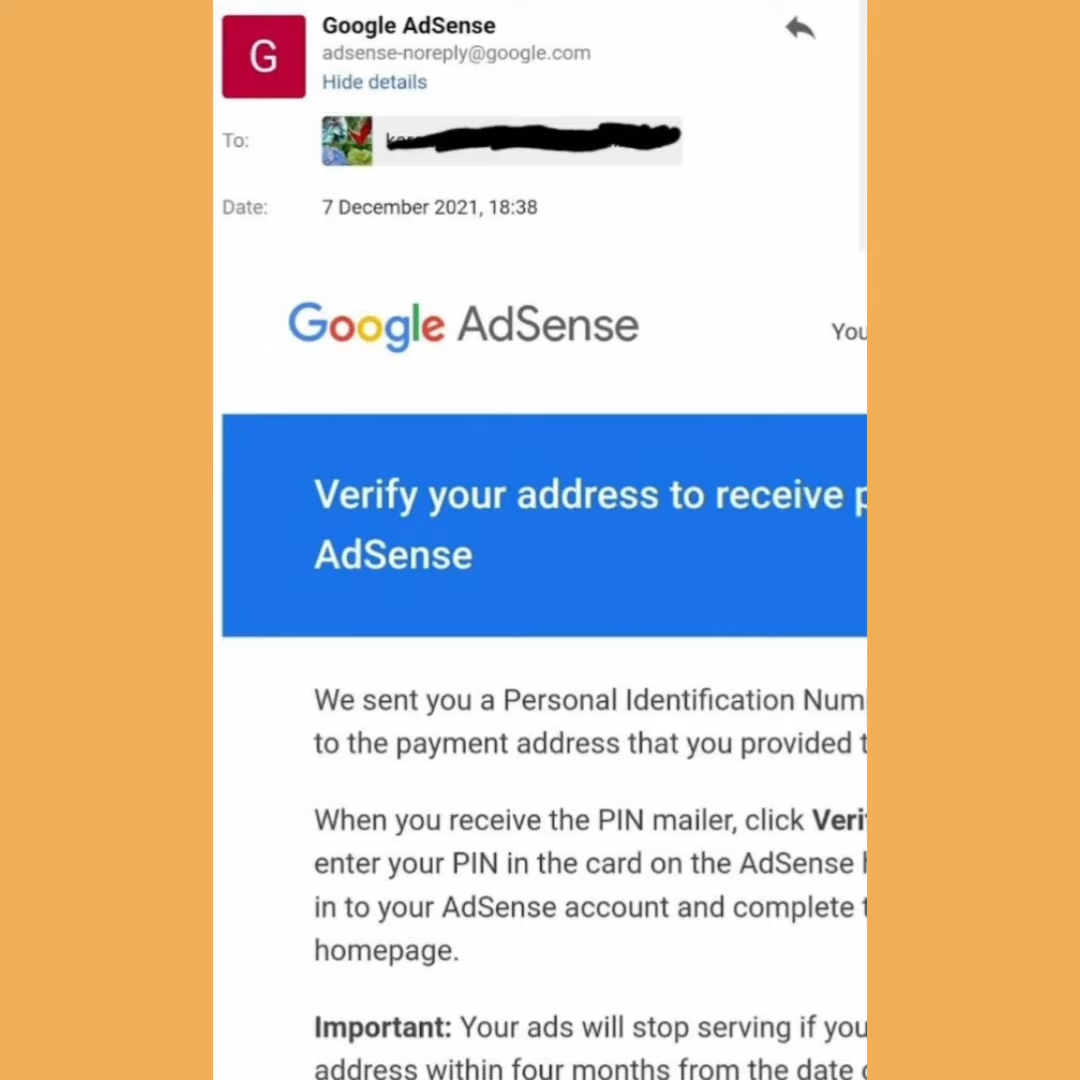 G
Google AdSense
adsense-noreply@google.com
Hide details
To:
Date: 7 December 2021, 18:38
Google AdSense
You
Verify your address to receive
AdSense
We sent you a Personal Identification Num
to the payment address that you provided
When you receive the PIN mailer, click Veri
enter your PIN in the card on the AdSense
in to your AdSense account and complete
homepage.
Important: Your ads will stop serving if you
address within four months from the date